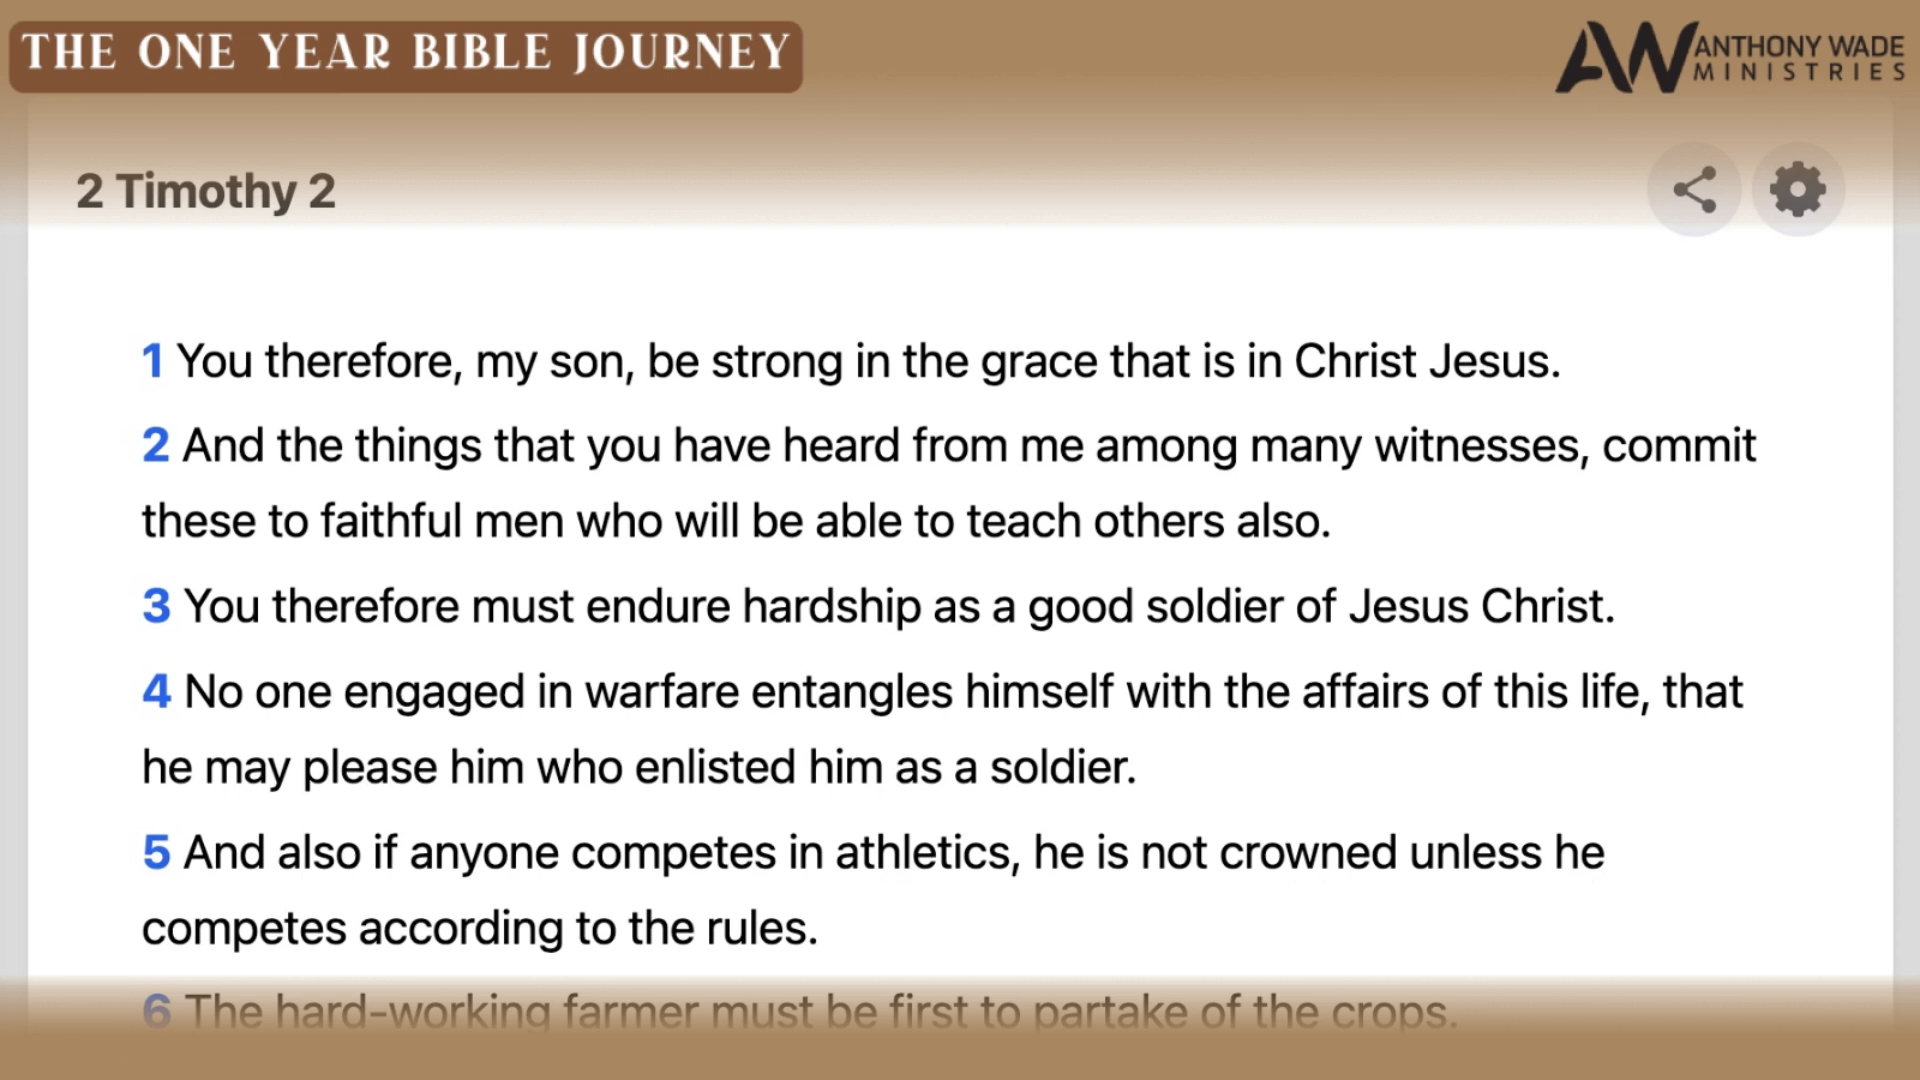 THE ONE YEAR BIBLE JOURNEY
AW ANTHONY WADE
MINISTRIES
2 Timothy 2
1 You therefore, my son, be strong in the grace that is in Christ Jesus.
2 And the things that you have heard from me among many witnesses, commit
these to faithful men who will be able to teach others also.
3 You therefore must endure hardship as a good soldier of Jesus Christ.
4 No one engaged in warfare entangles himself with the affairs of this life, that
he may please him who enlisted him as a soldier.
5 And also if anyone competes in athletics, he is not crowned unless he
competes according to the rules.
6 The hard-working farmer must be first to partake of the crops.